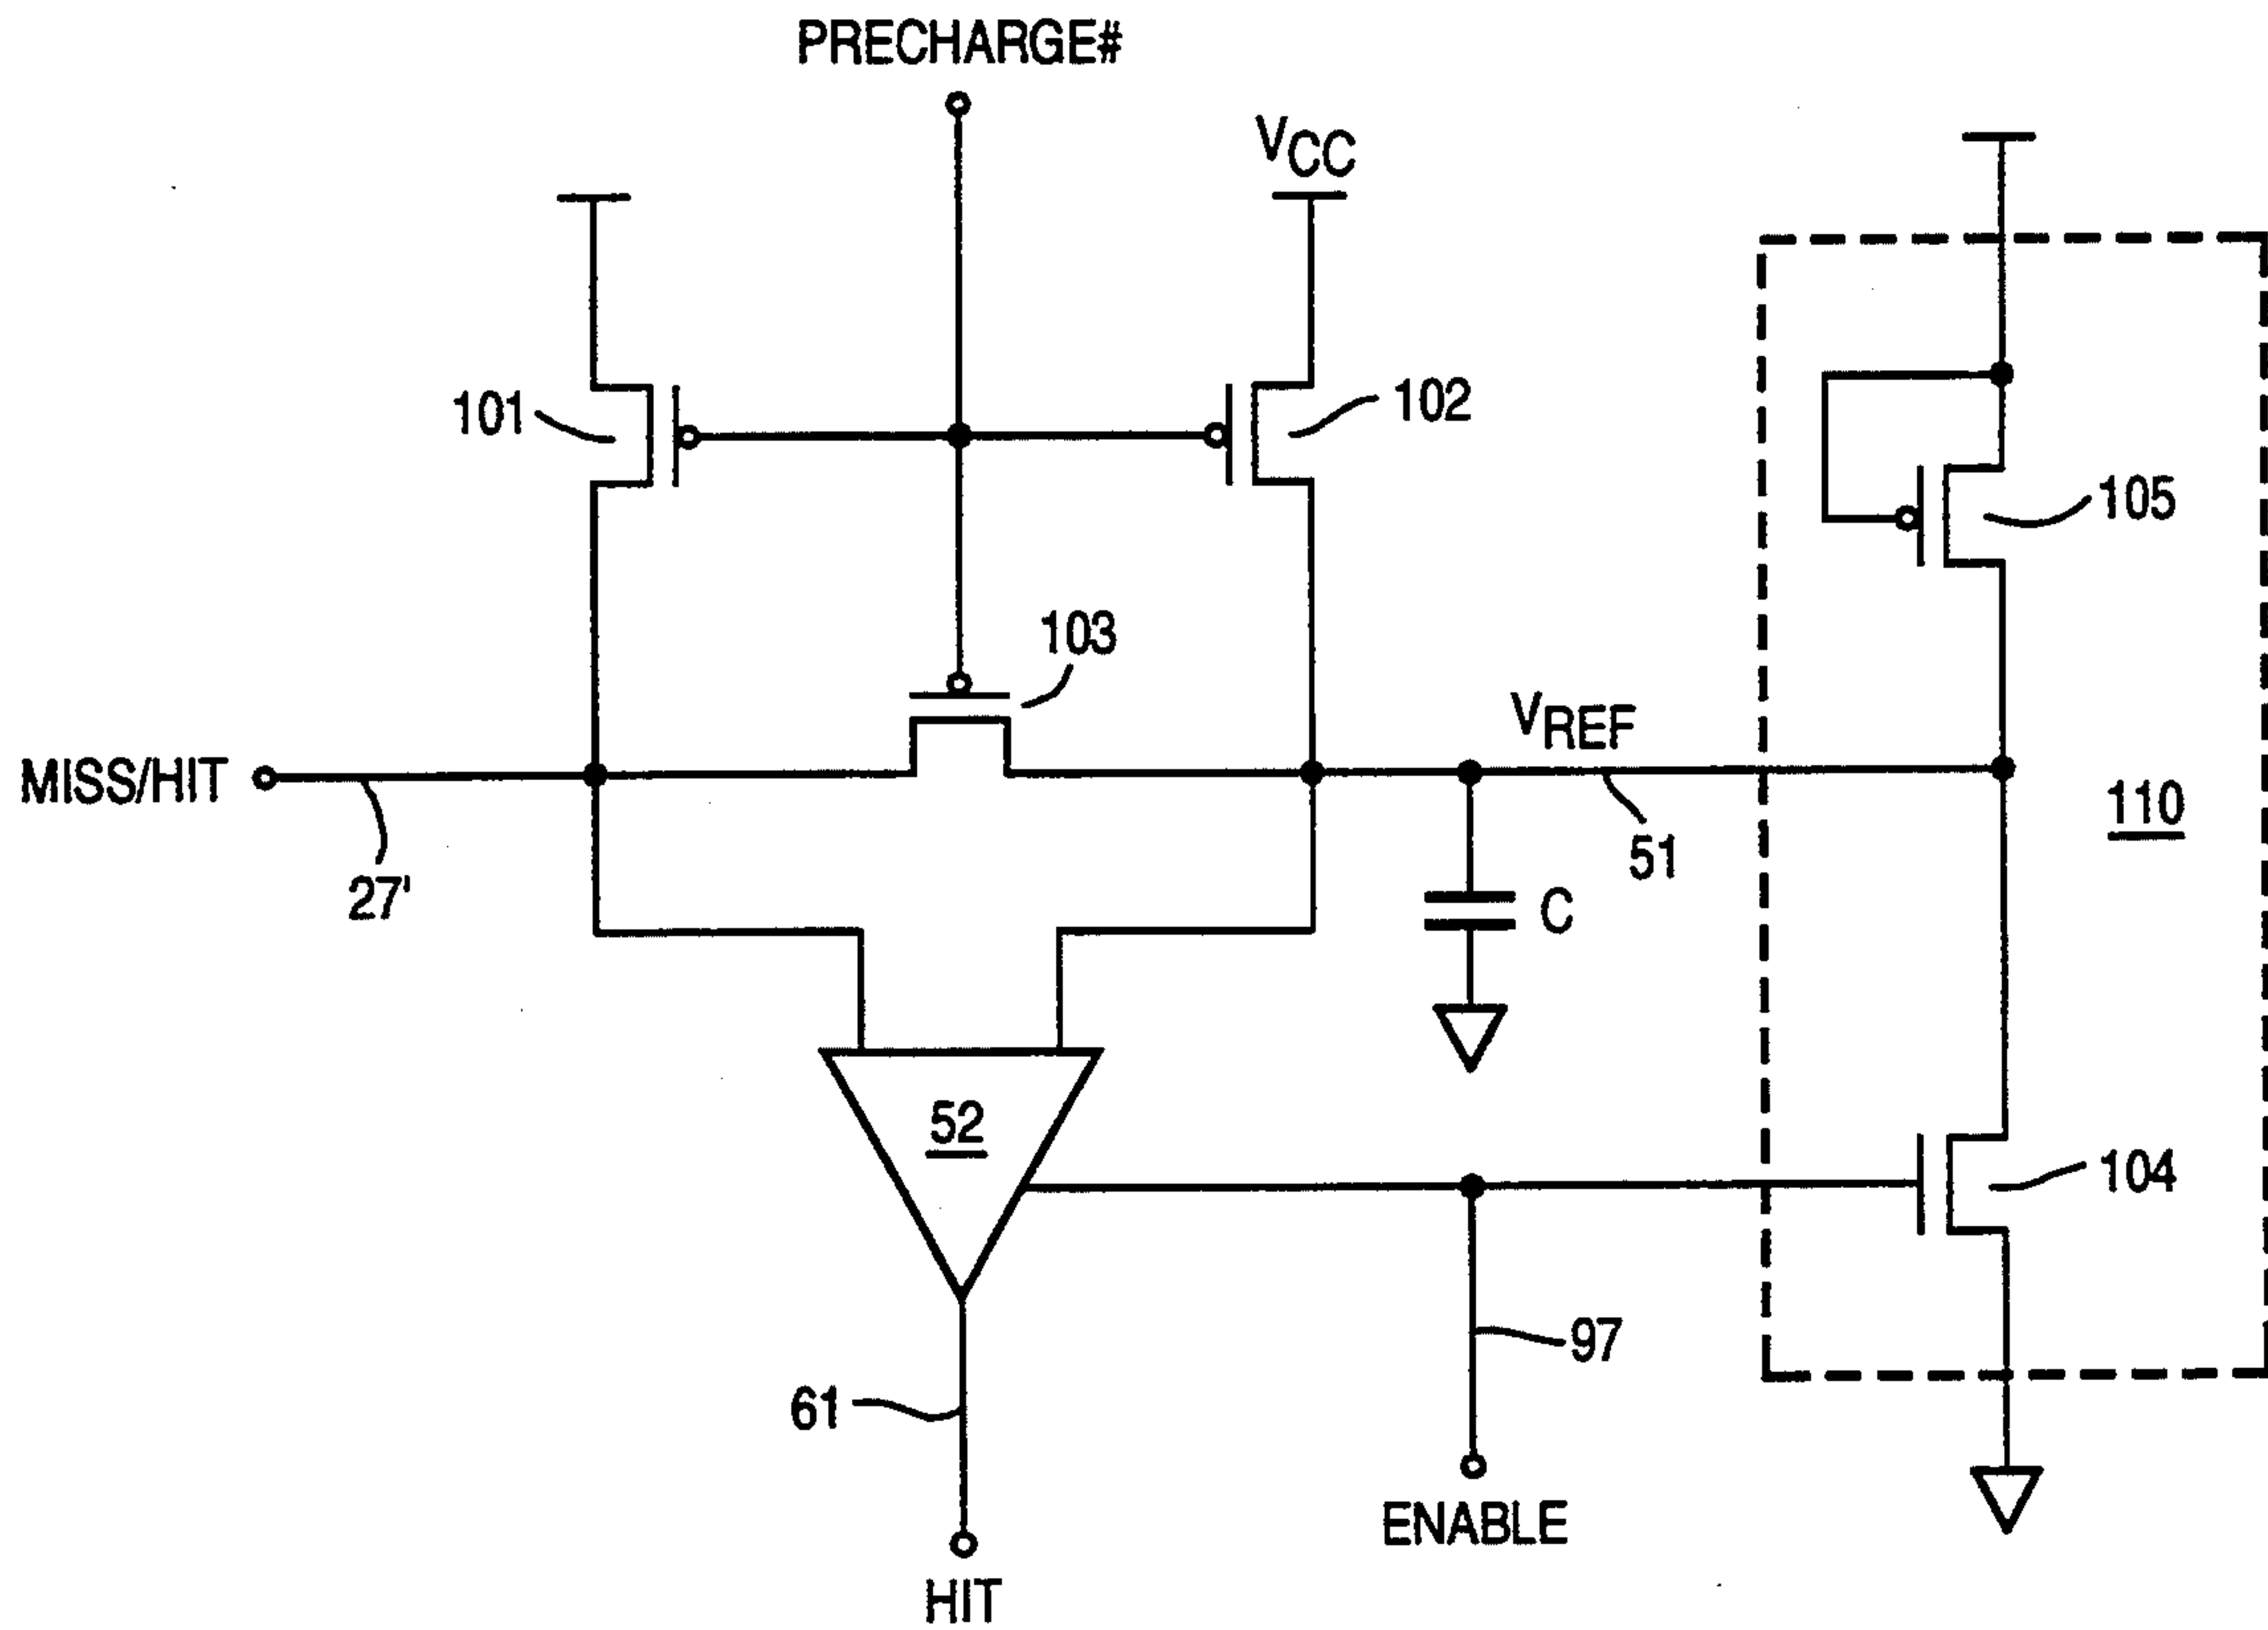 PRECHARGE#
VCC
101
102
105
103
VREF
MISS/HIT
110
51
27'
C
52
104
97
61
ENABLE
HIT